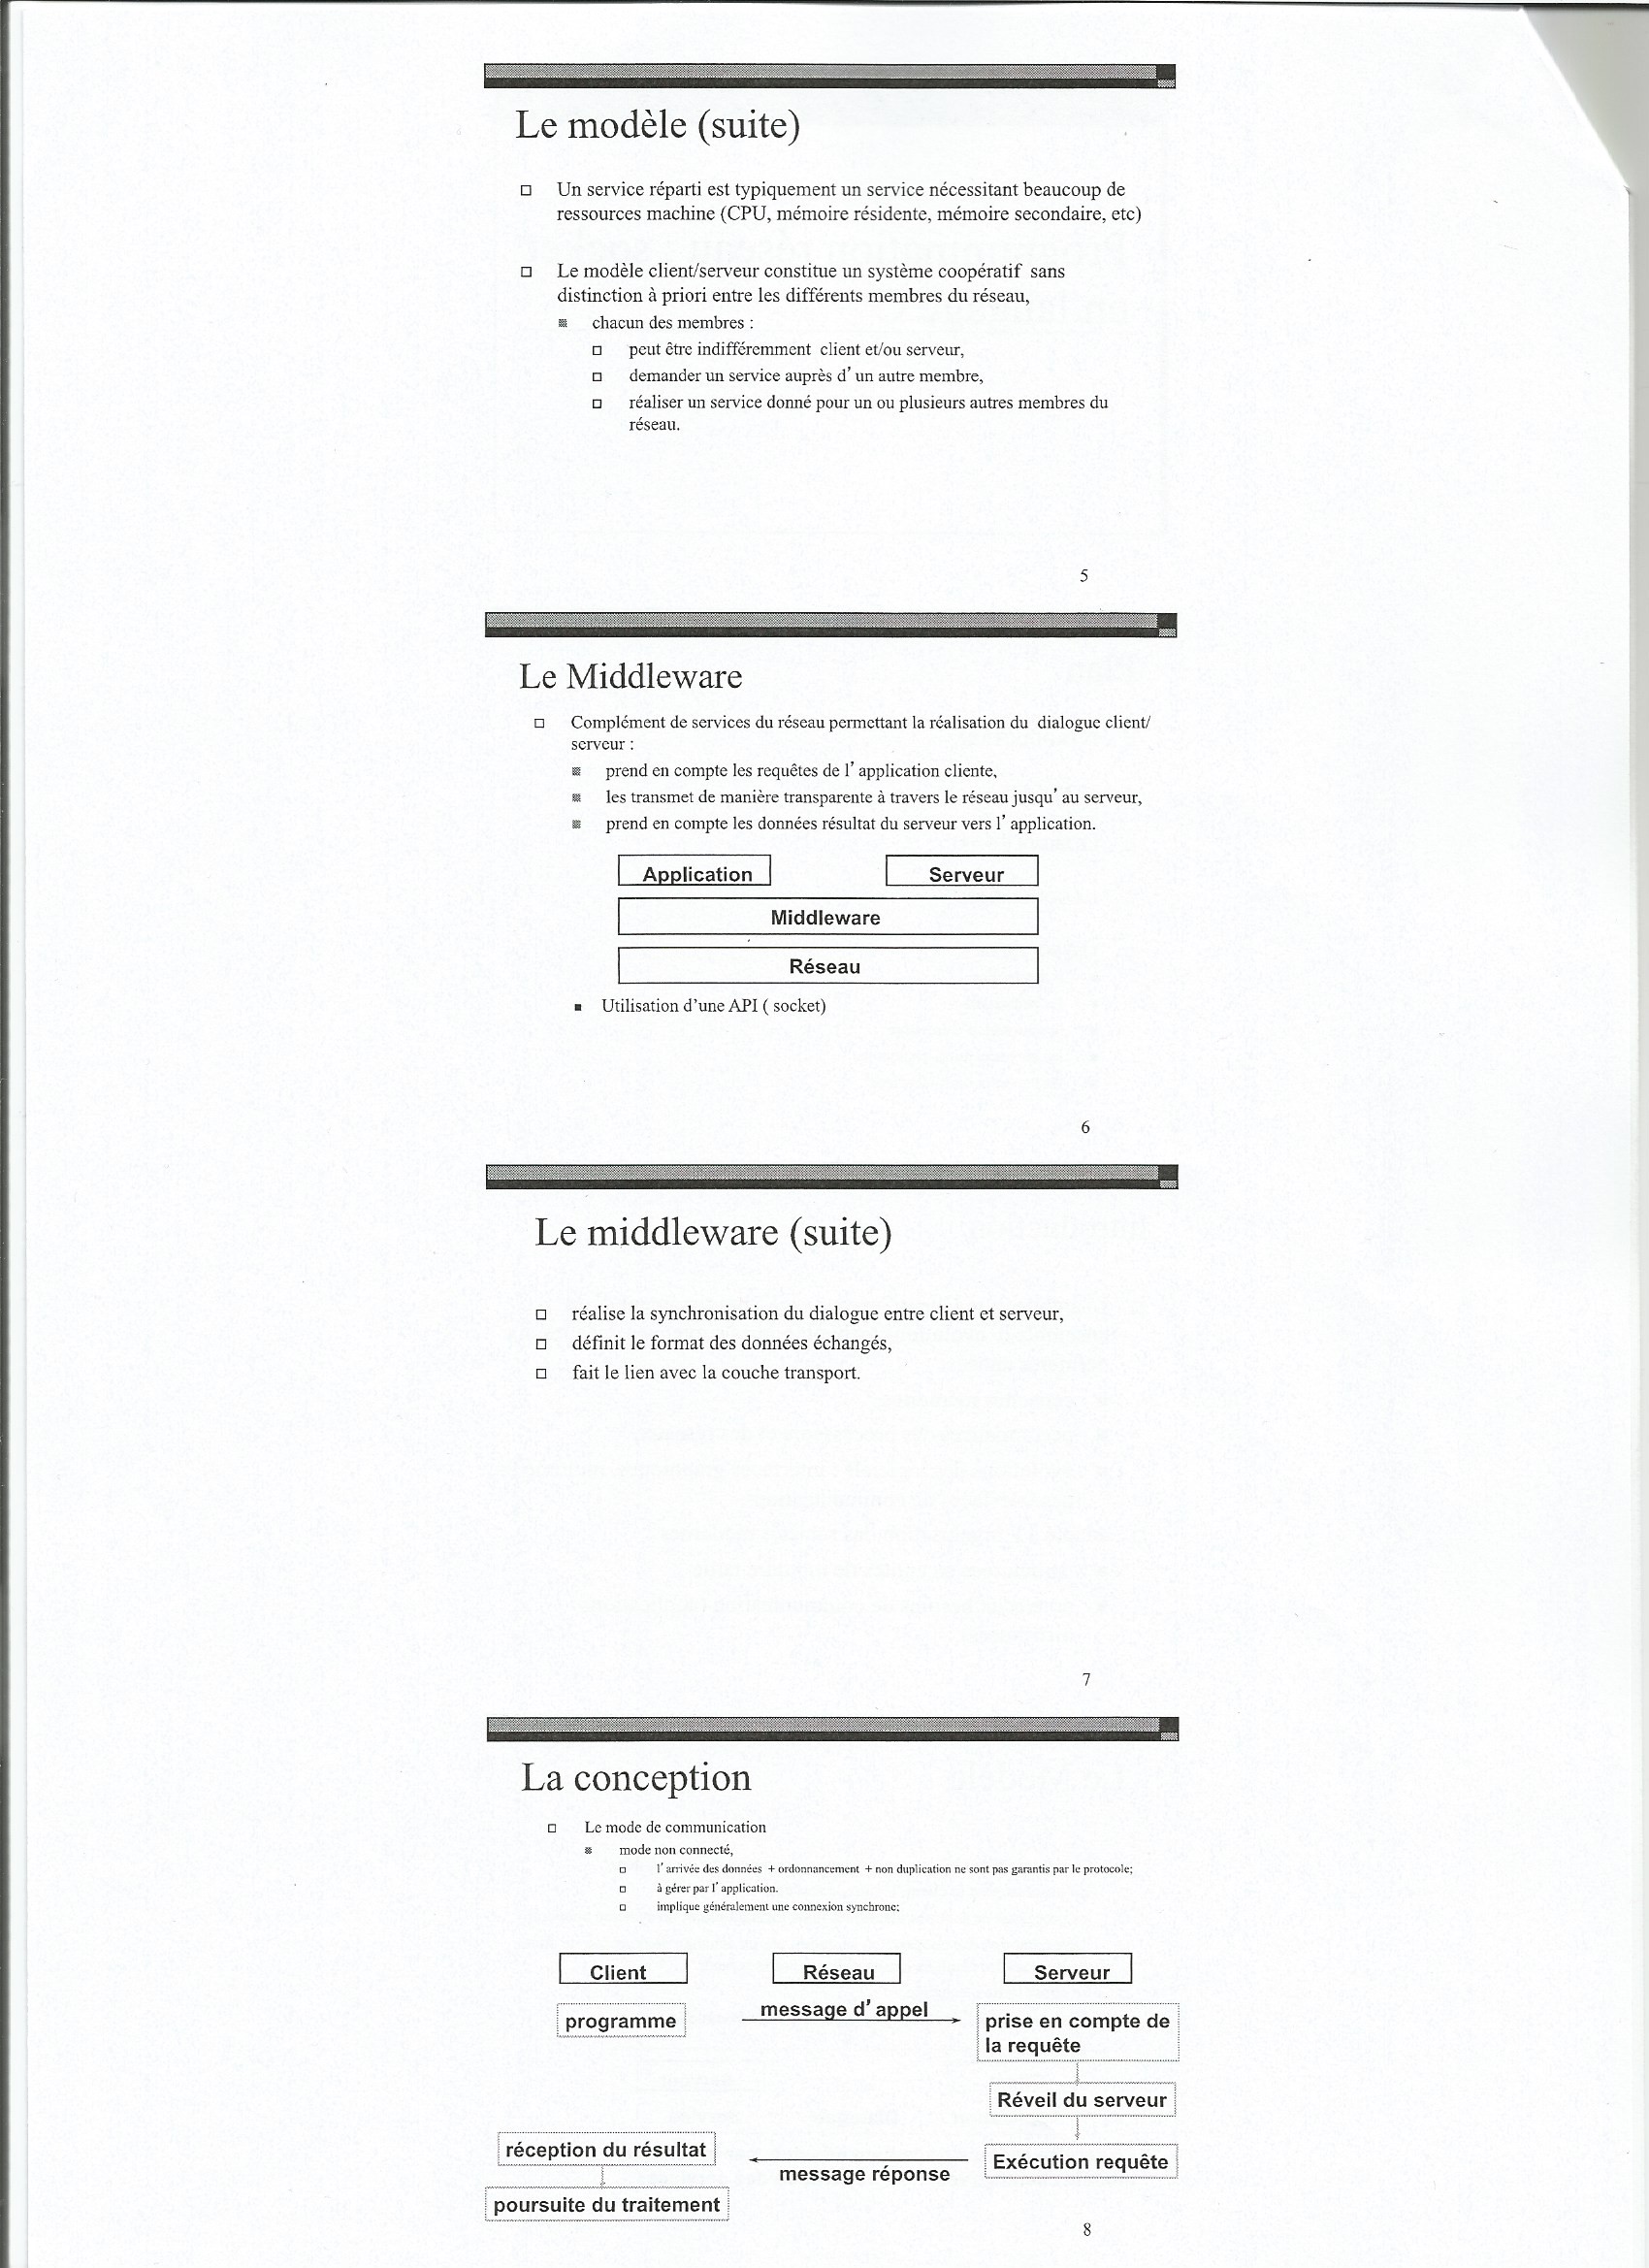 Le modèle (suite)
Un service réparti est typiquement un service nécessitant beaucoup de
ressources machine (CPU, mémoire résidente, mémoire secondaire, etc)
Le modèle client/serveur constitue un système coopératif sans
distinction à priori entre les différents membres du réseau,
chacun des membres :
peut être indifféremment client et/ou serveur,
demander un service auprès d' un autre membre,
réaliser un service donné pour un ou plusieurs autres membres du
réseau.
5
Le Middleware
Complément de services du réseau permettant la réalisation du dialogue client/
serveur :
prend en compte les requêtes de l' application cliente,
les transmet de manière transparente à travers le réseau jusqu' au serveur,
prend en compte les données résultat du serveur vers l' application.
Application Serveur
Middleware
Réseau
Utilisation d'une API ( socket)
6
Le middleware (suite)
réalise la synchronisation du dialogue entre client et serveur,
définit le format des données échangés,
fait le lien avec la couche transport.
7
La conception
Le mode de communication
mode non connecté,
l' arrivée des données + ordonnancement + non duplication ne sont pas garantis par le protocole;
à gérer par l' application.
implique généralement une connexion synchrone;
Client Réseau Serveur
programme message d' appel prise en compte de
la requête
Réveil du serveur
réception du résultat message réponse Exécution requête
poursuite du traitement
8